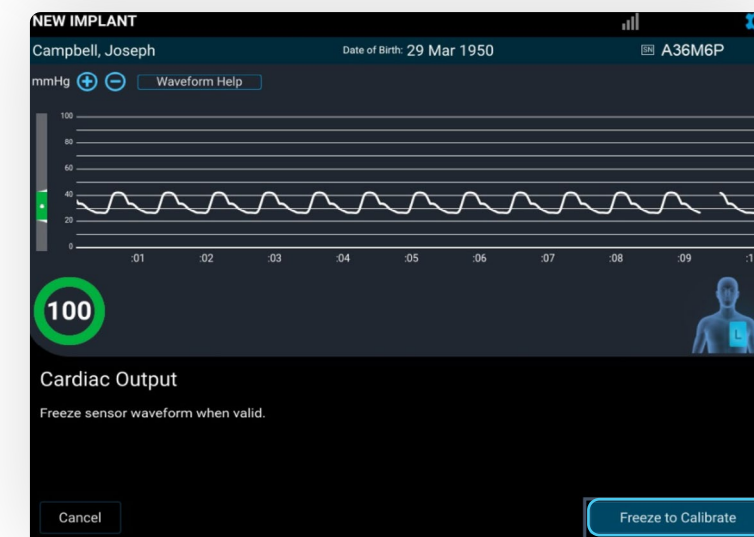 NEW IMPLANT
Campbell, Joseph Date of Birth: 29 Mar 1950 SN A36M6P
mmHg Waveform Help
100
80
60
40
20
0
:01 :02 :03 :04 :05 :06 :07 :08 :09
100
L
Cardiac Output
Freeze sensor waveform when valid.
Cancel Freeze to Calibrate